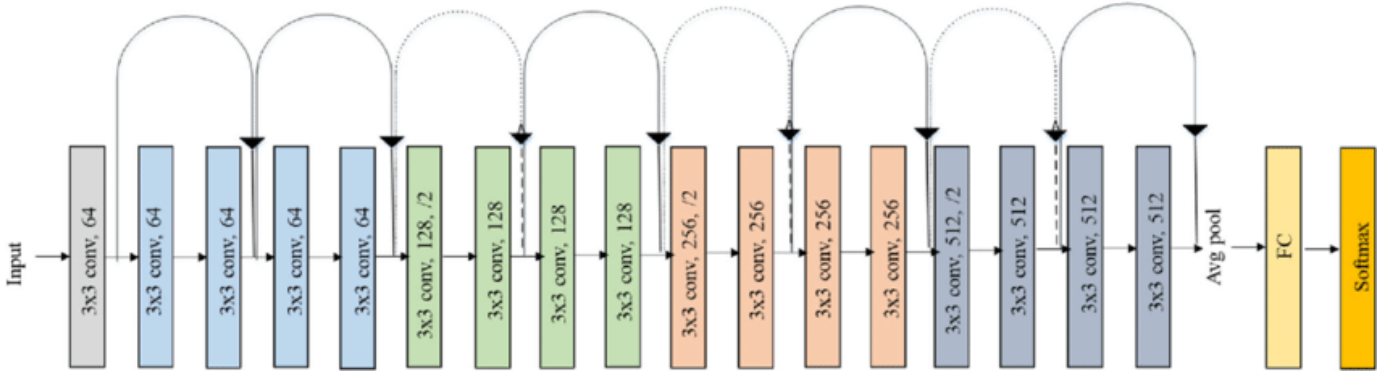 Input
3x3 conv, 64
3x3 conv, 64
3x3 conv, 64
3x3 conv, 64
3x3 conv, 64
3x3 conv, 128, /2
3x3 conv, 128
3x3 conv, 128
3x3 conv, 128
3x3 conv, 256, /2
3x3 conv, 256
3x3 conv, 256
3x3 conv, 256
3x3 conv, 512, /2
3x3 conv, 512
3x3 conv, 512
3x3 conv, 512
Avg pool
FC
Softmax